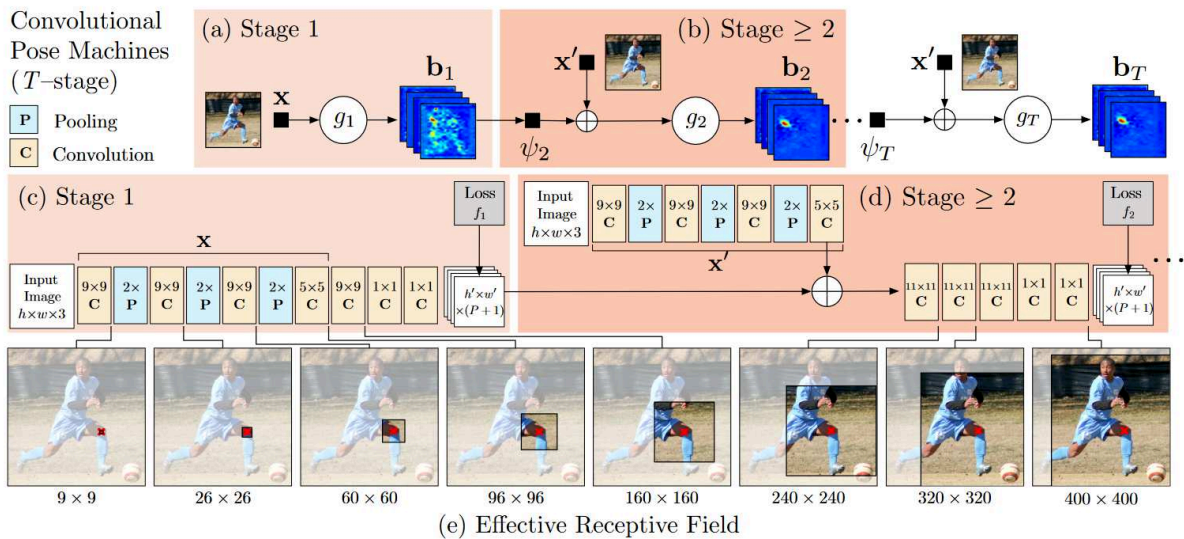 Convolutional
Pose Machines
(T–stage)
P Pooling
C Convolution
(a) Stage 1
x
g₁
b₁
(b) Stage ≥ 2
x′
ψ₂
g₂
b₂
· · ·
x′
ψ_T
g_T
b_T
(c) Stage 1
Loss
f₁
x
Input
Image
h×w×3
9×9
C
2×
P
9×9
C
2×
P
9×9
C
2×
P
5×5
C
9×9
C
1×1
C
1×1
C
h′×w′
×(P+1)
(d) Stage ≥ 2
Input
Image
h×w×3
9×9
C
2×
P
9×9
C
2×
P
9×9
C
2×
P
5×5
C
x′
Loss
f₂
11×11
C
11×11
C
11×11
C
1×1
C
1×1
C
h′×w′
×(P+1)
· · ·
9 × 9
26 × 26
60 × 60
96 × 96
160 × 160
240 × 240
320 × 320
400 × 400
(e) Effective Receptive Field